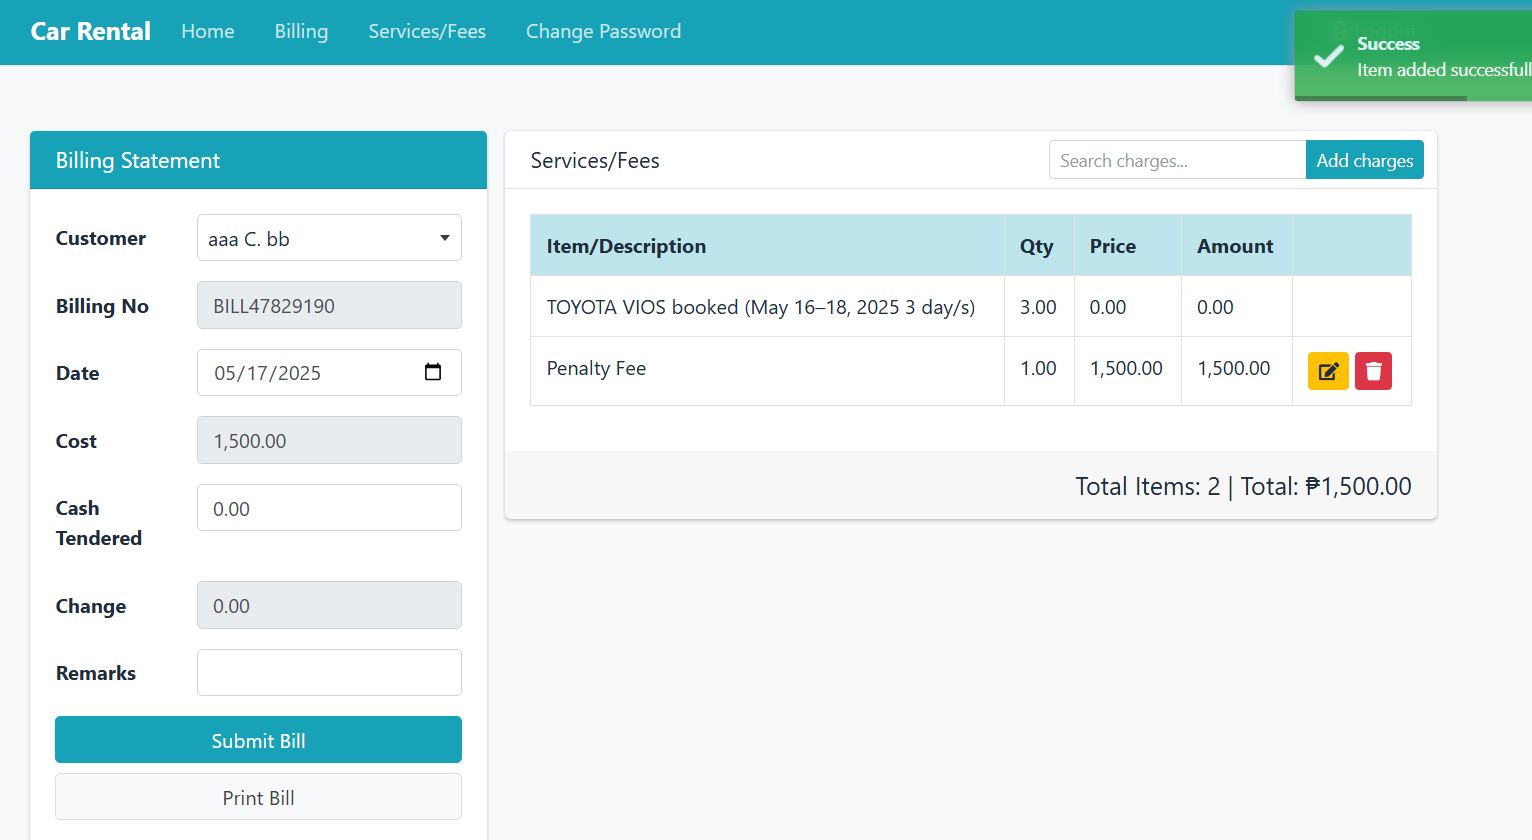 Car Rental Home Billing Services/Fees Change Password
Success
Item added successfull
Billing Statement
Customer aaa C. bb
Billing No BILL47829190
Date 05/17/2025
Cost 1,500.00
Cash Tendered 0.00
Change 0.00
Remarks
Submit Bill
Print Bill
Services/Fees Search charges... Add charges
Item/Description Qty Price Amount
TOYOTA VIOS booked (May 16–18, 2025 3 day/s) 3.00 0.00 0.00
Penalty Fee 1.00 1,500.00 1,500.00
Total Items: 2 | Total: ₱1,500.00